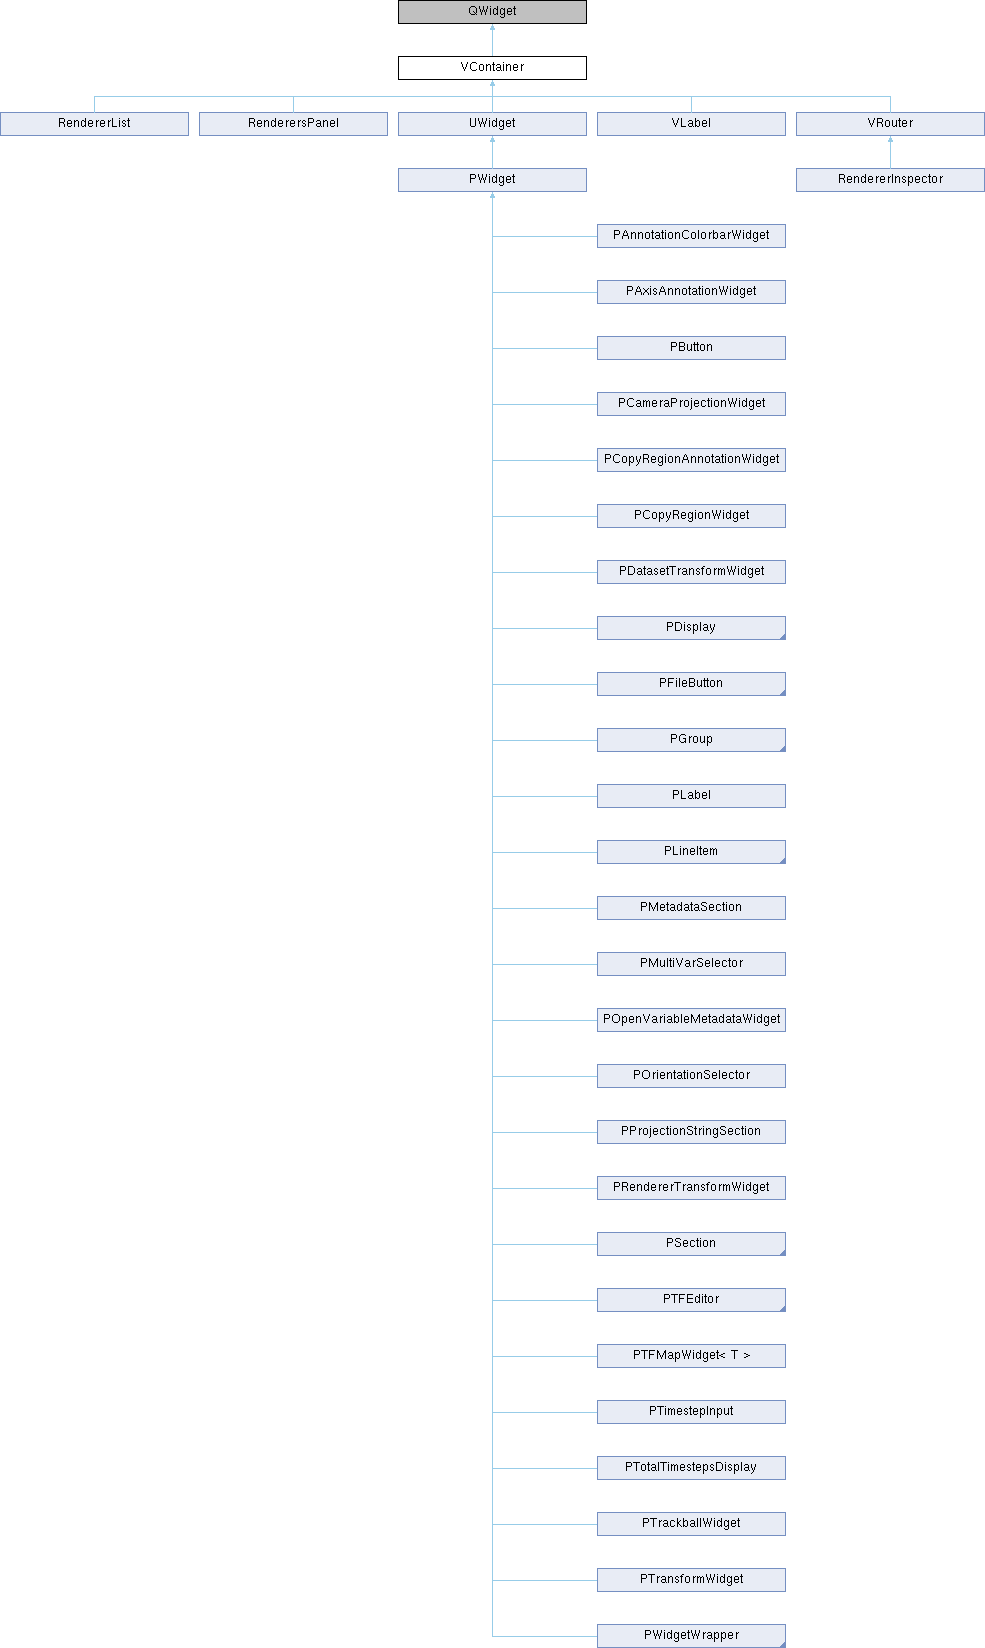 QWidget
VContainer
RendererList
RenderersPanel
UWidget
VLabel
VRouter
PWidget
RendererInspector
PAnnotationColorbarWidget
PAxisAnnotationWidget
PButton
PCameraProjectionWidget
PCopyRegionAnnotationWidget
PCopyRegionWidget
PDatasetTransformWidget
PDisplay
PFileButton
PGroup
PLabel
PLineItem
PMetadataSection
PMultiVarSelector
POpenVariableMetadataWidget
POrientationSelector
PProjectionStringSection
PRendererTransformWidget
PSection
PTFEditor
PTFMapWidget< T >
PTimestepInput
PTotalTimestepsDisplay
PTrackballWidget
PTransformWidget
PWidgetWrapper